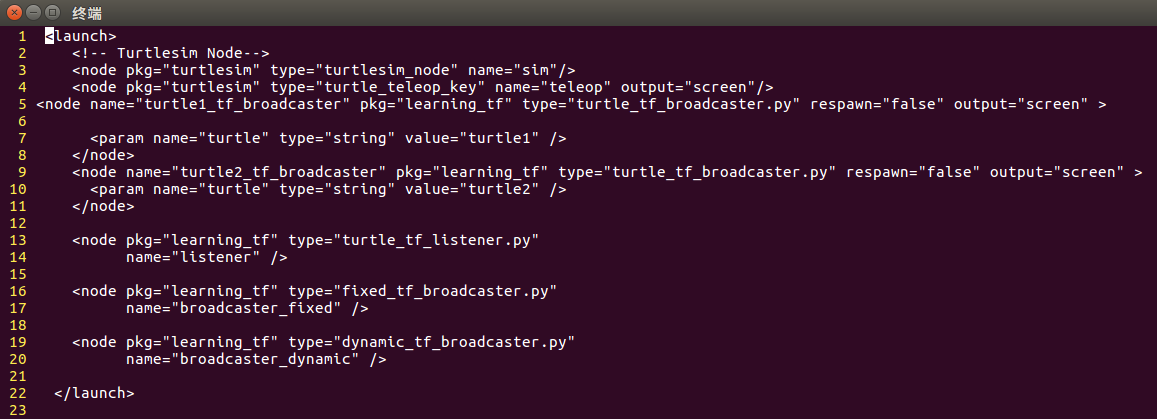 终端
1 <launch>
2 <!-- Turtlesim Node-->
3 <node pkg="turtlesim" type="turtlesim_node" name="sim"/>
4 <node pkg="turtlesim" type="turtle_teleop_key" name="teleop" output="screen"/>
5 <node name="turtle1_tf_broadcaster" pkg="learning_tf" type="turtle_tf_broadcaster.py" respawn="false" output="screen" >
6
7 <param name="turtle" type="string" value="turtle1" />
8 </node>
9 <node name="turtle2_tf_broadcaster" pkg="learning_tf" type="turtle_tf_broadcaster.py" respawn="false" output="screen" >
10 <param name="turtle" type="string" value="turtle2" />
11 </node>
12
13 <node pkg="learning_tf" type="turtle_tf_listener.py"
14 name="listener" />
15
16 <node pkg="learning_tf" type="fixed_tf_broadcaster.py"
17 name="broadcaster_fixed" />
18
19 <node pkg="learning_tf" type="dynamic_tf_broadcaster.py"
20 name="broadcaster_dynamic" />
21
22 </launch>
23